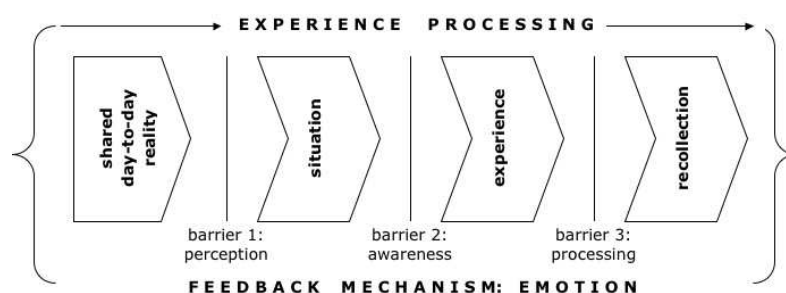 EXPERIENCE PROCESSING
shared
day-to-day
reality
situation
experience
recollection
barrier 1:
perception
barrier 2:
awareness
barrier 3:
processing
FEEDBACK MECHANISM: EMOTION